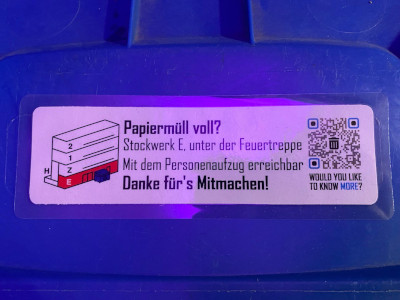 2
1
Z
H
E
Papiermüll voll?
Stockwerk E, unter der Feuertreppe
Mit dem Personenaufzug erreichbar
Danke für's Mitmachen!
WOULD YOU LIKE
TO KNOW MORE?